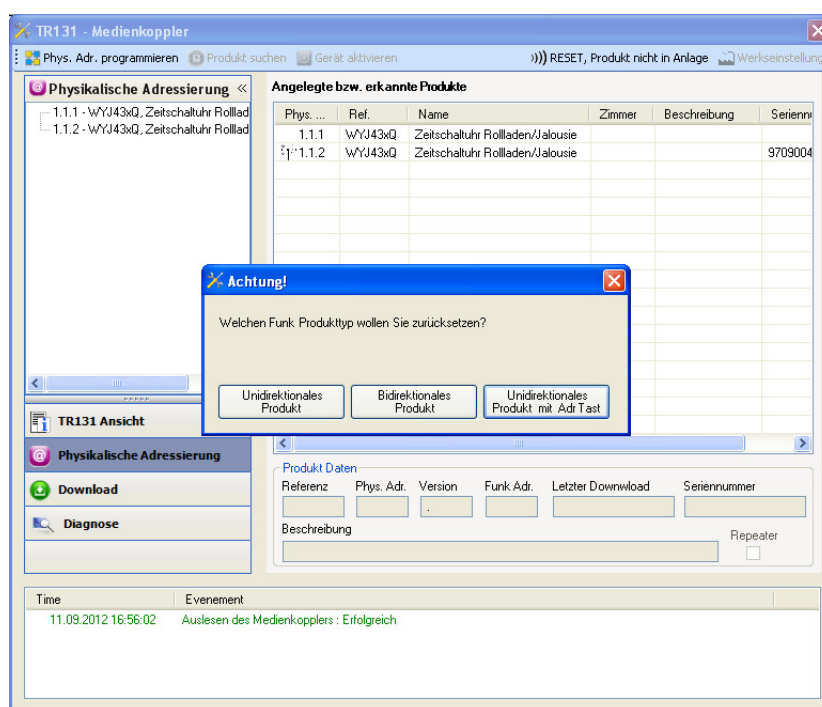 TR131 - Medienkoppler
Phys. Adr. programmieren Produkt suchen Gerät aktivieren RESET, Produkt nicht in Anlage Werkseinstellung
Physikalische Adressierung
1.1.1 - WYJ43xQ, Zeitschaltuhr Rolllad
1.1.2 - WYJ43xQ, Zeitschaltuhr Rolllad
Angelegte bzw. erkannte Produkte
Phys. ... Ref. Name Zimmer Beschreibung Serienn
1.1.1 WYJ43xQ Zeitschaltuhr Rollladen/Jalousie
1.1.2 WYJ43xQ Zeitschaltuhr Rollladen/Jalousie 9709004
Achtung!
Welchen Funk Produkttyp wollen Sie zurücksetzen?
Unidirektionales
Produkt
Bidirektionales
Produkt
Unidirektionales
Produkt mit Adr Tast
TR131 Ansicht
Physikalische Adressierung
Download
Diagnose
Produkt Daten
Referenz Phys. Adr. Version Funk Adr. Letzter Downwload Seriennummer
.
Beschreibung
Repeater
Time Evenement
11.09.2012 16:56:02 Auslesen des Medienkopplers : Erfolgreich